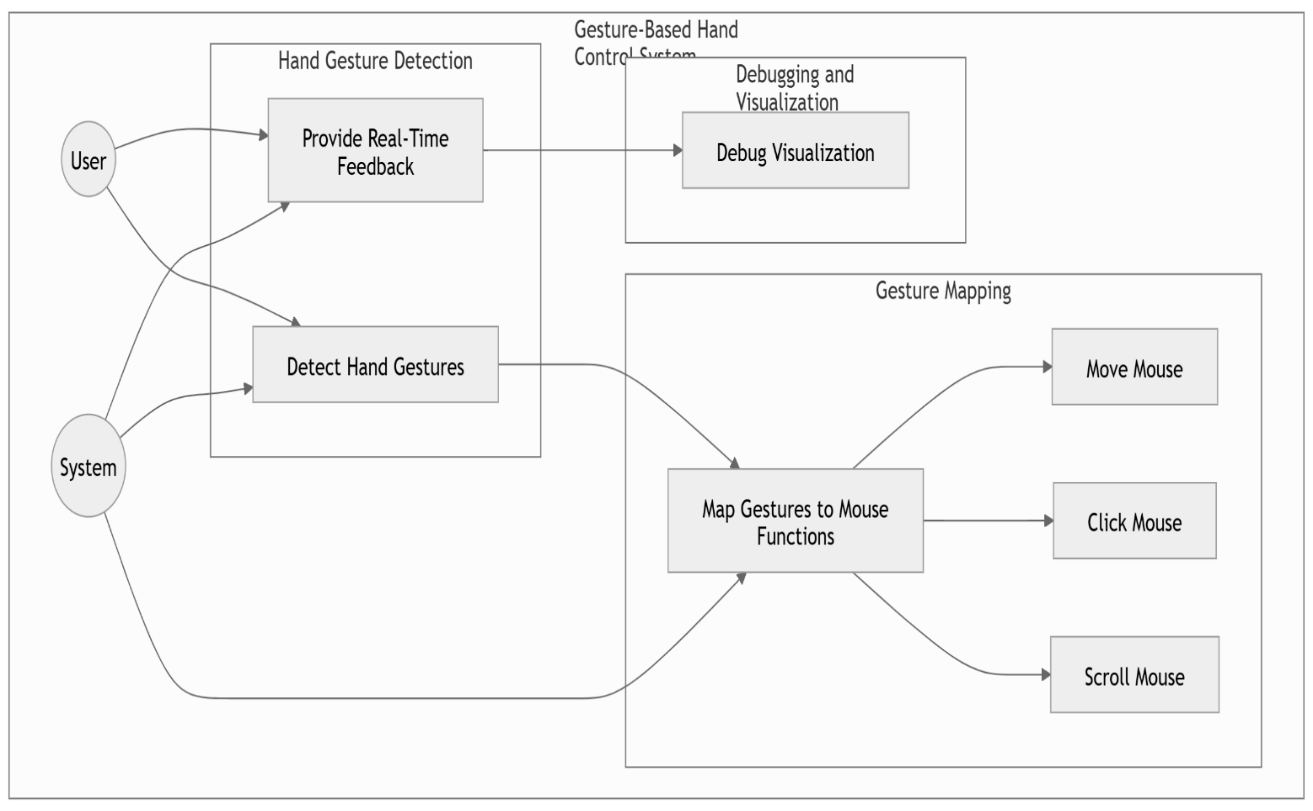 Gesture-Based Hand
Control System
Hand Gesture Detection
Debugging and
Visualization
User
Provide Real-Time
Feedback
Debug Visualization
Gesture Mapping
Detect Hand Gestures
Move Mouse
System
Map Gestures to Mouse
Functions
Click Mouse
Scroll Mouse